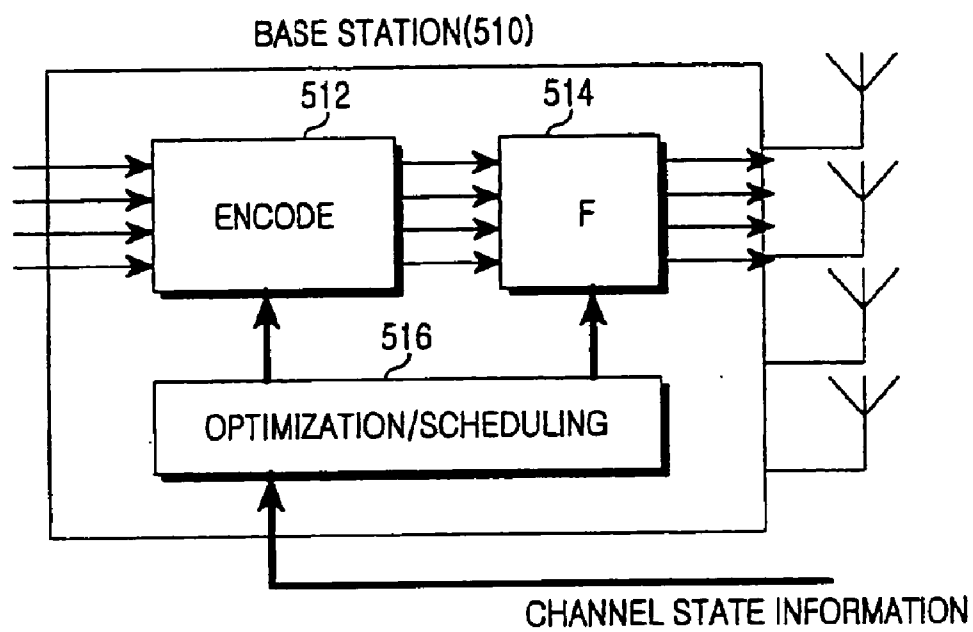 BASE STATION(510)
512
514
ENCODE
F
516
OPTIMIZATION/SCHEDULING
CHANNEL STATE INFORMATION